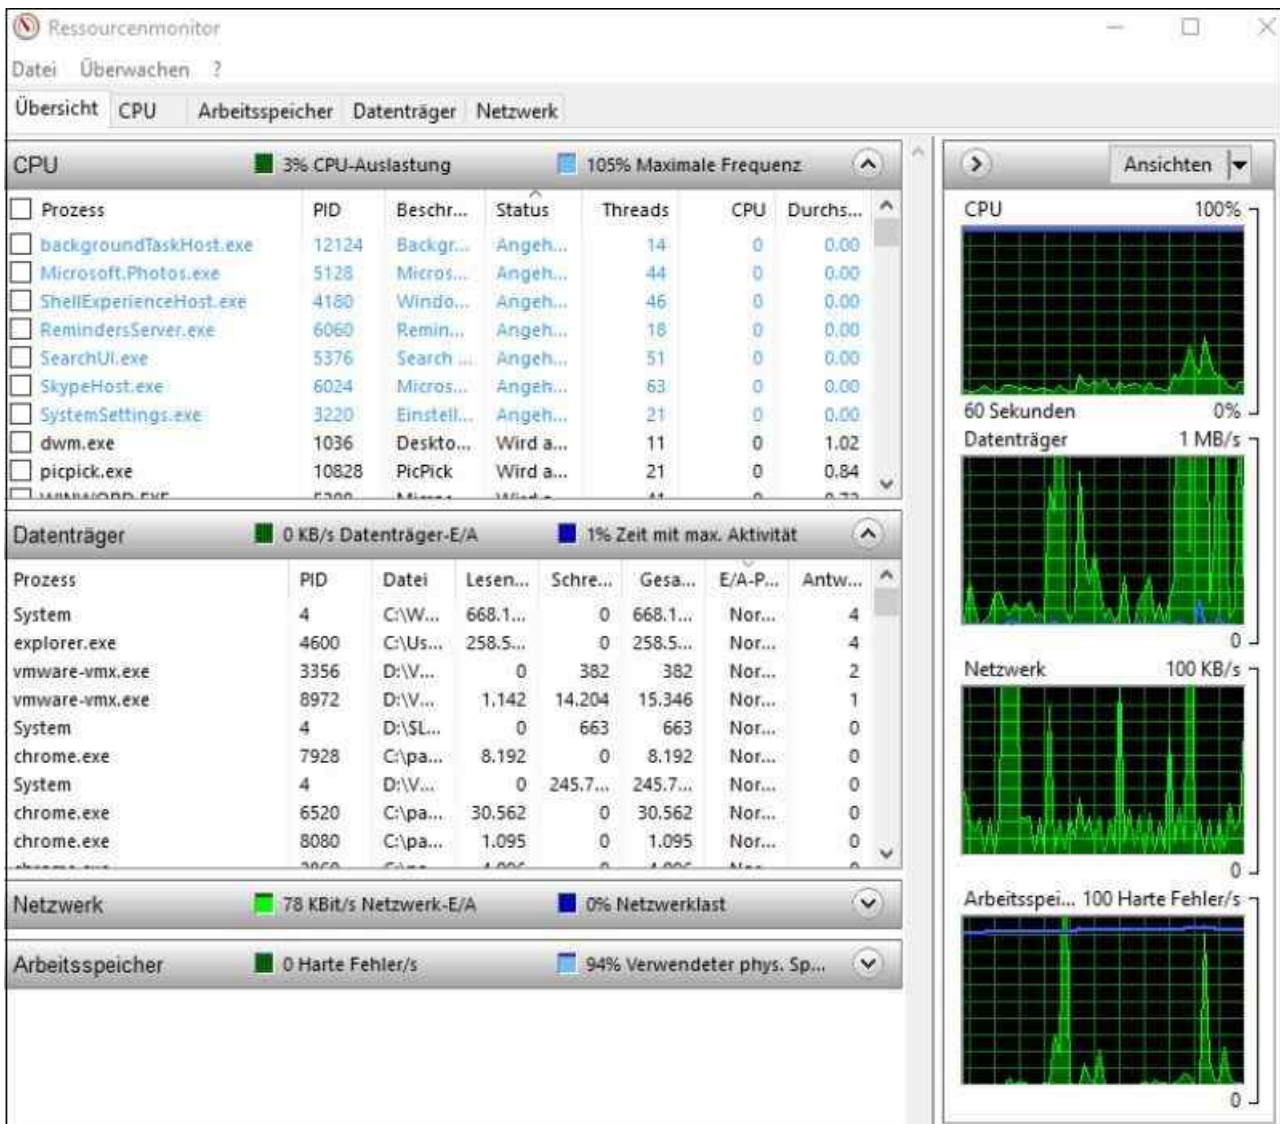 Ressourcenmonitor
Datei Überwachen ?
Übersicht CPU Arbeitsspeicher Datenträger Netzwerk
CPU 3% CPU-Auslastung 105% Maximale Frequenz
Prozess PID Beschr... Status Threads CPU Durchs...
backgroundTaskHost.exe 12124 Backgr... Angeh... 14 0 0.00
Microsoft.Photos.exe 5128 Micros... Angeh... 44 0 0.00
ShellExperienceHost.exe 4180 Windo... Angeh... 46 0 0.00
RemindersServer.exe 6060 Remin... Angeh... 18 0 0.00
SearchUI.exe 5376 Search ... Angeh... 51 0 0.00
SkypeHost.exe 6024 Micros... Angeh... 63 0 0.00
SystemSettings.exe 3220 Einstell... Angeh... 21 0 0.00
dwm.exe 1036 Deskto... Wird a... 11 0 1.02
picpick.exe 10828 PicPick Wird a... 21 0 0.84
Datenträger 0 KB/s Datenträger-E/A 1% Zeit mit max. Aktivität
Prozess PID Datei Lesen... Schre... Gesa... E/A-P... Antw...
System 4 C:\W... 668.1... 0 668.1... Nor... 4
explorer.exe 4600 C:\Us... 258.5... 0 258.5... Nor... 4
vmware-vmx.exe 3356 D:\V... 0 382 382 Nor... 2
vmware-vmx.exe 8972 D:\V... 1.142 14.204 15.346 Nor... 1
System 4 D:\SL... 0 663 663 Nor... 0
chrome.exe 7928 C:\pa... 8.192 0 8.192 Nor... 0
System 4 D:\V... 0 245.7... 245.7... Nor... 0
chrome.exe 6520 C:\pa... 30.562 0 30.562 Nor... 0
chrome.exe 8080 C:\pa... 1.095 0 1.095 Nor... 0
Netzwerk 78 KBit/s Netzwerk-E/A 0% Netzwerklast
Arbeitsspeicher 0 Harte Fehler/s 94% Verwendeter phys. Sp...
Ansichten
CPU 100%
60 Sekunden 0%
Datenträger 1 MB/s
0
Netzwerk 100 KB/s
0
Arbeitsspei... 100 Harte Fehler/s
0